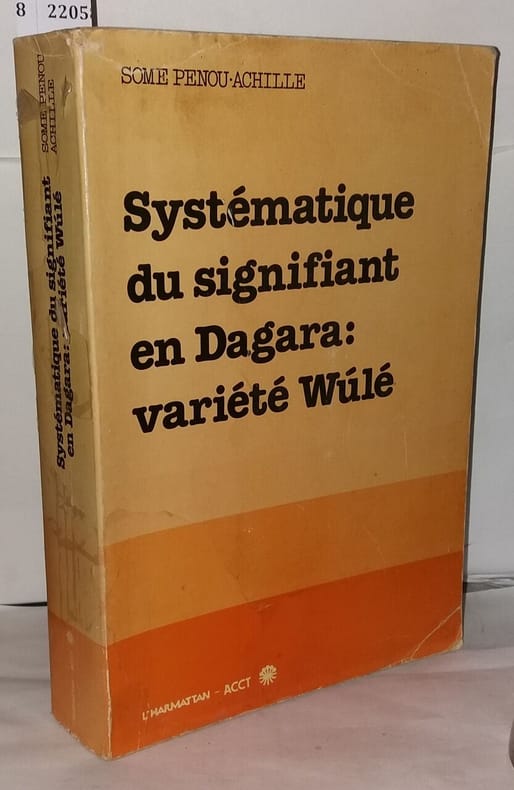 8 2205
SOME PENOU-ACHILLE
Systématique
du signifiant
en Dagara:
variété Wúlé
L'HARMATTAN - ACCT
SOME PENOU
ACHILLE
Systématique du signifiant
en Dagara: variété Wúlé